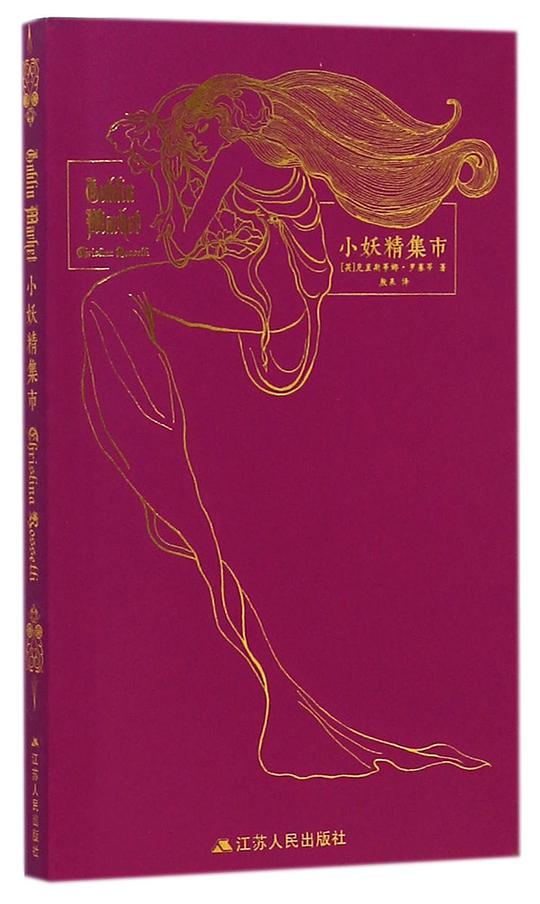 Goblin Market 小妖精集市 Christina Rossetti
江苏人民出版社
Goblin
Market
Christina Rossetti
小妖精集市
[英]克里斯蒂娜·罗塞蒂 著
殷杲 译
江苏人民出版社